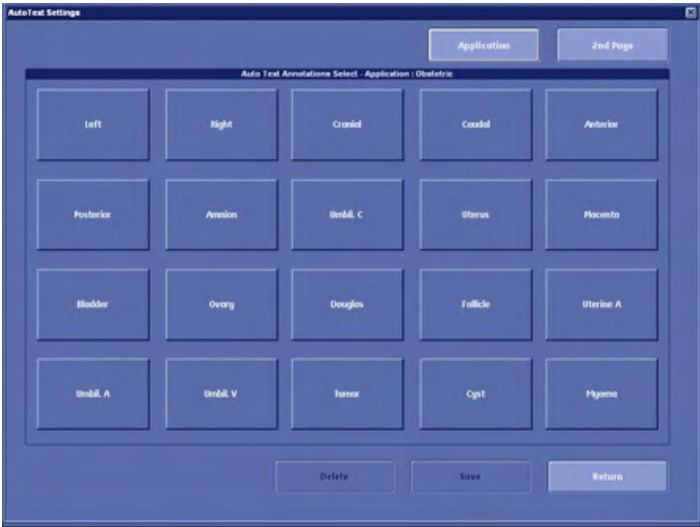 AutoText Settings
Application 2nd Page
Auto Text Annotations Select - Application : Obstetric
Left Right Cranial Caudal Anterior
Posterior Amnion Umbil. C Uterus Placenta
Bladder Ovary Douglas Follicle Uterine A
Umbil. A Umbil. V Tumor Cyst Myoma
Delete Save Return